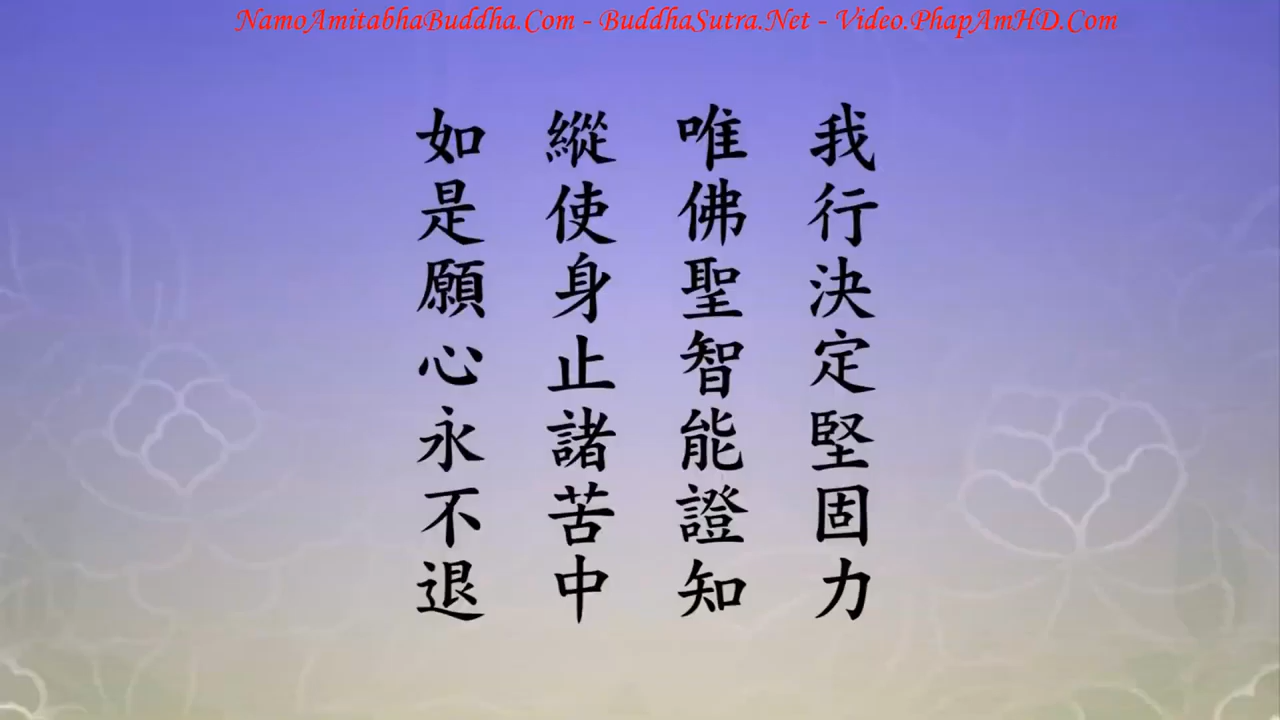 NamoAmitabhaBuddha.Com - BuddhaSutra.Net - Video.PhapAmHD.Com
我行決定堅固力
唯佛聖智能證知
縱使身止諸苦中
如是願心永不退